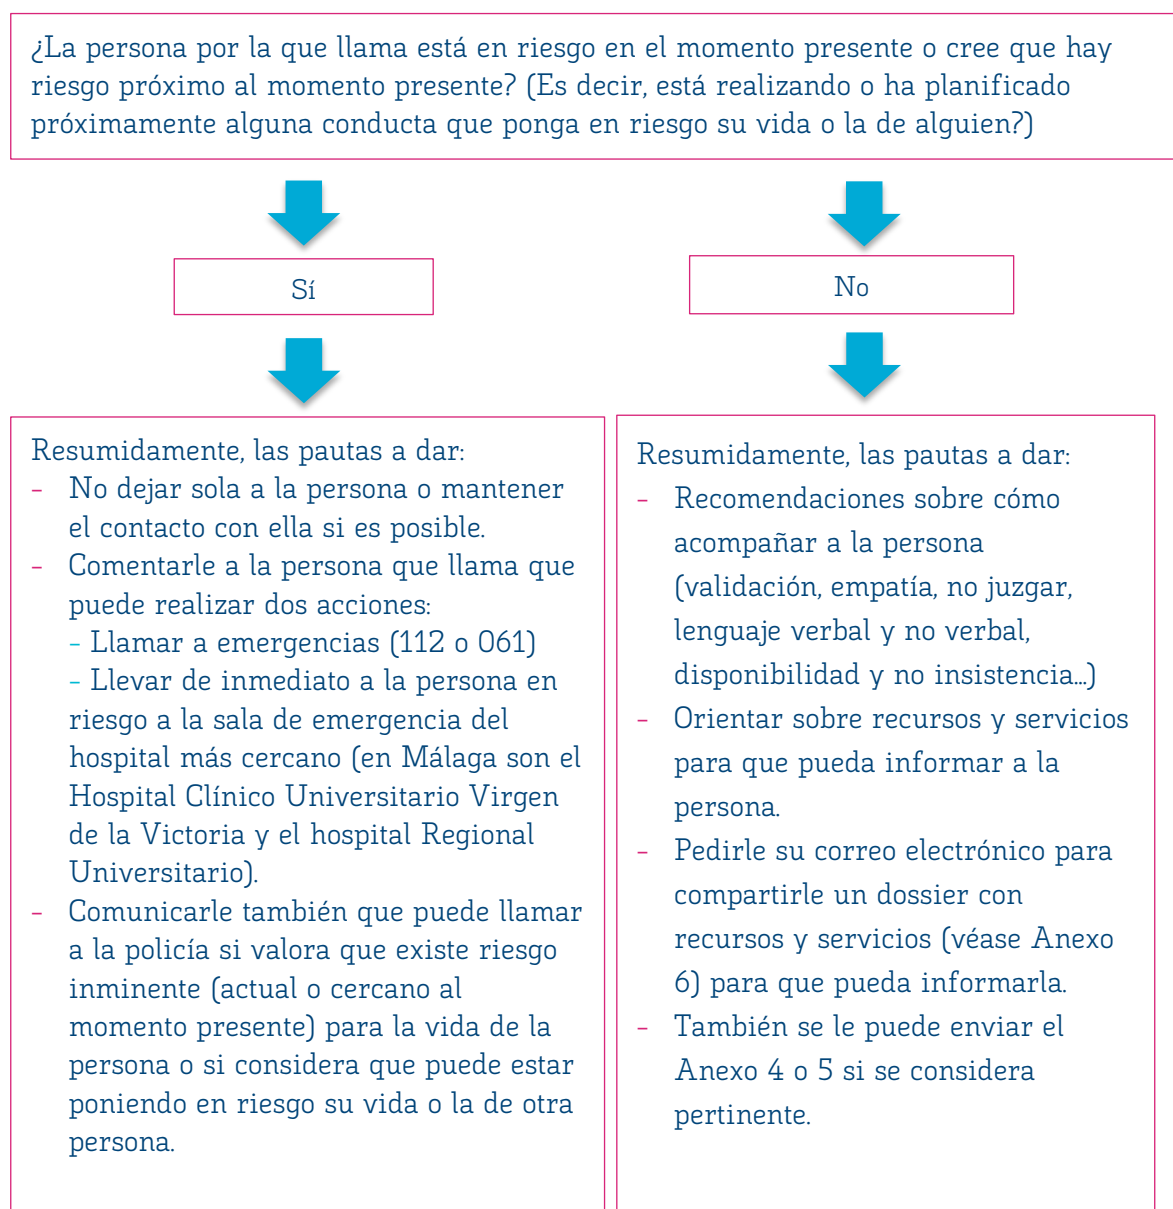 ¿La persona por la que llama está en riesgo en el momento presente o cree que hay
riesgo próximo al momento presente? (Es decir, está realizando o ha planificado
próximamente alguna conducta que ponga en riesgo su vida o la de alguien?)
Sí
No
Resumidamente, las pautas a dar:
- No dejar sola a la persona o mantener
el contacto con ella si es posible.
- Comentarle a la persona que llama que
puede realizar dos acciones:
- Llamar a emergencias (112 o 061)
- Llevar de inmediato a la persona en
riesgo a la sala de emergencia del
hospital más cercano (en Málaga son el
Hospital Clínico Universitario Virgen
de la Victoria y el hospital Regional
Universitario).
- Comunicarle también que puede llamar
a la policía si valora que existe riesgo
inminente (actual o cercano al
momento presente) para la vida de la
persona o si considera que puede estar
poniendo en riesgo su vida o la de otra
persona.
Resumidamente, las pautas a dar:
- Recomendaciones sobre cómo
acompañar a la persona
(validación, empatía, no juzgar,
lenguaje verbal y no verbal,
disponibilidad y no insistencia...)
- Orientar sobre recursos y servicios
para que pueda informar a la
persona.
- Pedirle su correo electrónico para
compartirle un dossier con
recursos y servicios (véase Anexo
6) para que pueda informarla.
- También se le puede enviar el
Anexo 4 o 5 si se considera
pertinente.